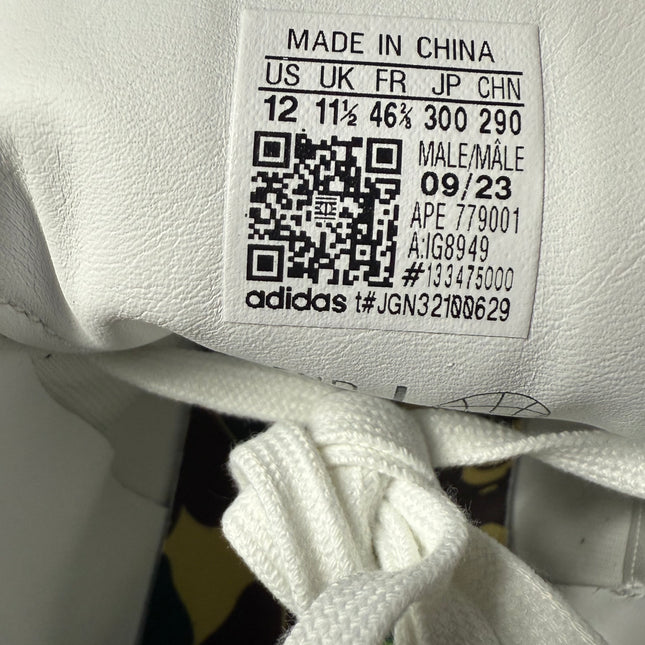 MADE IN CHINA
US UK FR JP CHN
12 11½ 46⅔ 300 290
MALE/MÂLE
09/23
APE 779001
A:IG8949
#133475000
adidas t#JGN32100629